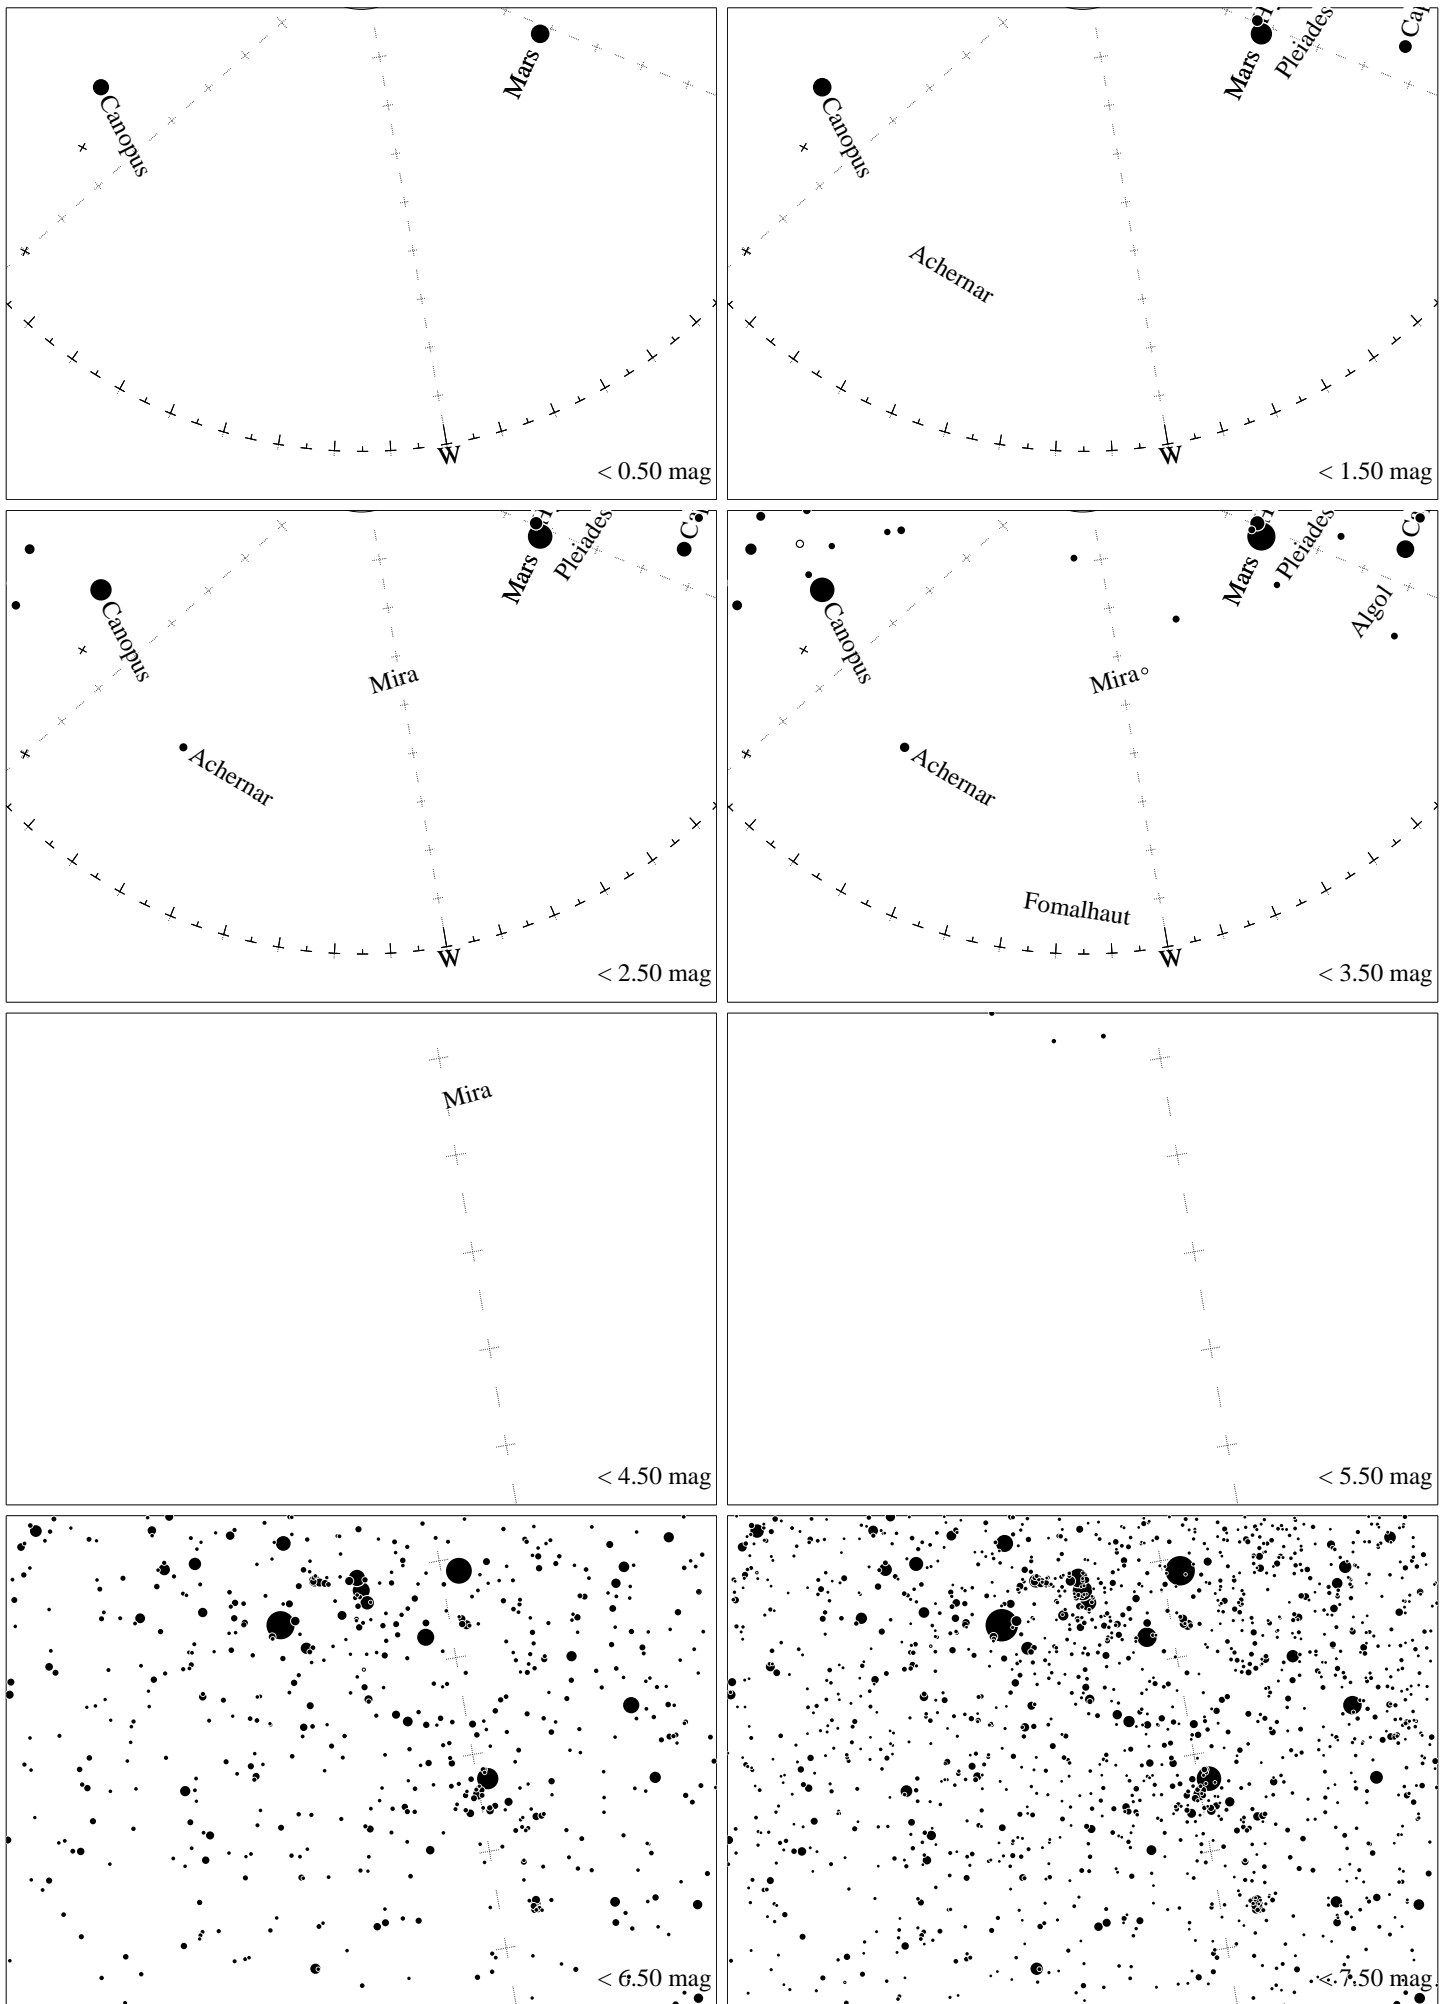 Mars
Canopus
W
< 0.50 mag
Mars
Pleiades
Canopus
Achernar
W
< 1.50 mag
Mars
Pleiades
Canopus
Mira
Achernar
W
< 2.50 mag
Mars
Pleiades
Algol
Canopus
Mira
Achernar
Fomalhaut
W
< 3.50 mag
Mira
< 4.50 mag
< 5.50 mag
< 6.50 mag
< 7.50 mag